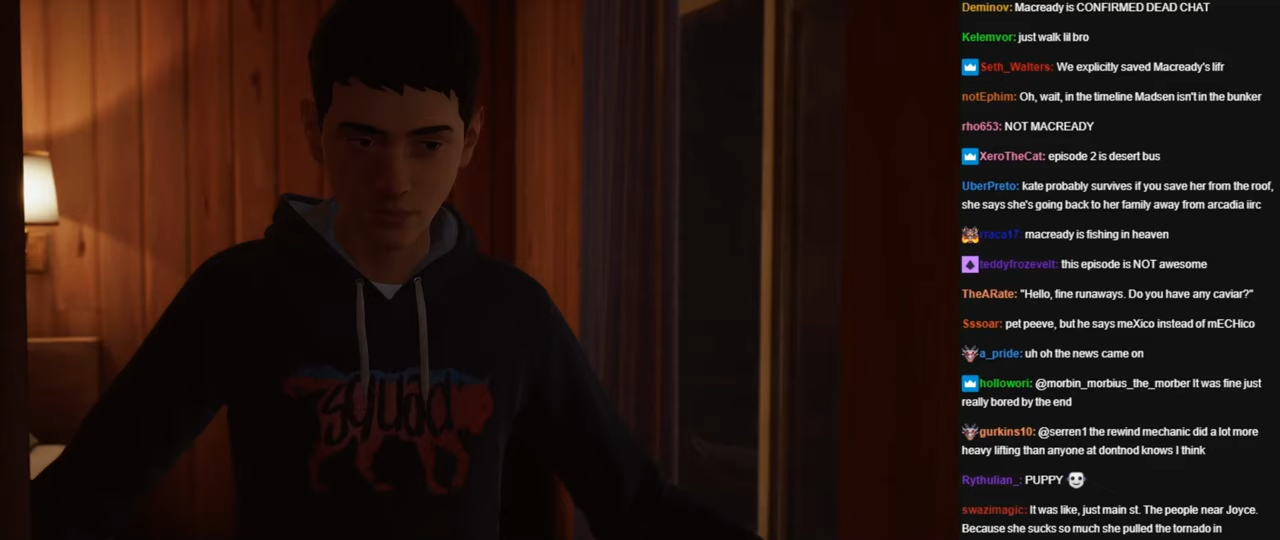 squad
Deminov: Macready is CONFIRMED DEAD CHAT
Kelemvor: just walk lil bro
Seth_Walters: We explicitly saved Macready's lifr
notEphim: Oh, wait, in the timeline Madsen isn't in the bunker
rho653: NOT MACREADY
XeroTheCat: episode 2 is desert bus
UberPreto: kate probably survives if you save her from the roof,
she says she's going back to her family away from arcadia iirc
rraca17: macready is fishing in heaven
teddyfrozevelt: this episode is NOT awesome
TheARate: "Hello, fine runaways. Do you have any caviar?"
Sssoar: pet peeve, but he says meXico instead of mECHico
a_pride: uh oh the news came on
hollowori: @morbin_morbius_the_morber It was fine just
really bored by the end
gurkins10: @serren1 the rewind mechanic did a lot more
heavy lifting than anyone at dontnod knows I think
Rythulian_: PUPPY
swazimagic: It was like, just main st. The people near Joyce.
Because she sucks so much she pulled the tornado in